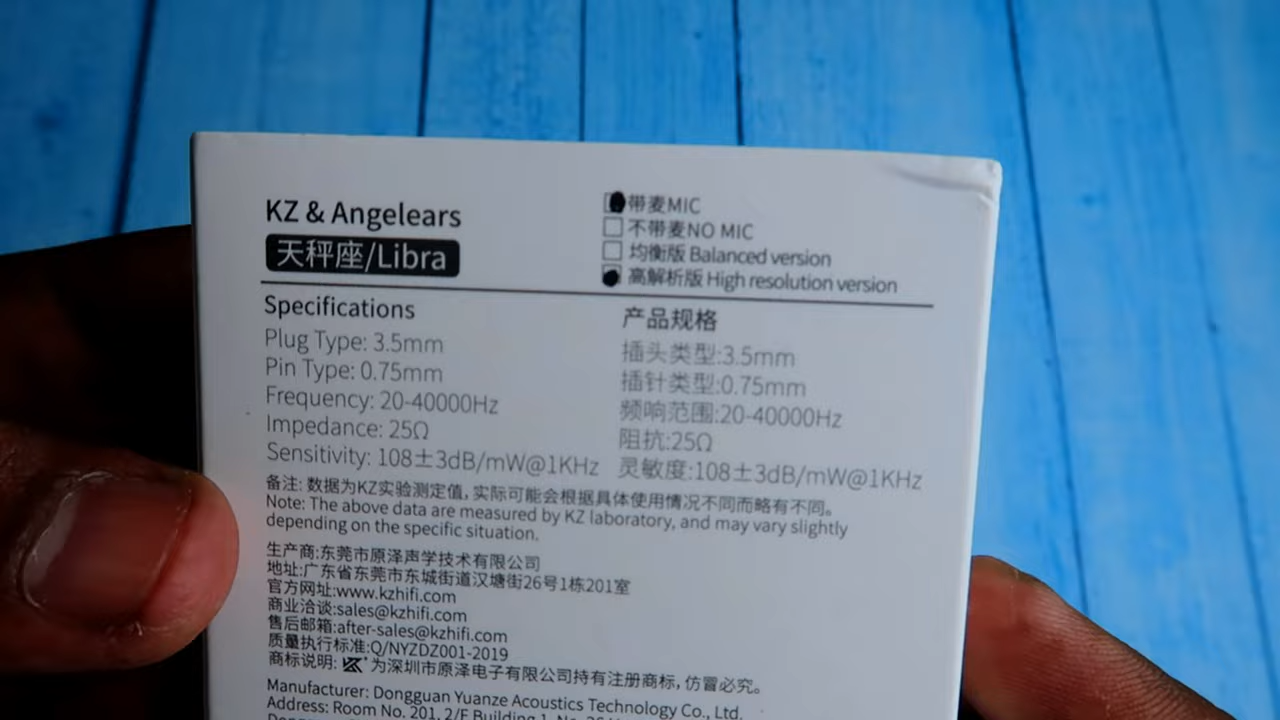 KZ & Angelears
天秤座/Libra
带麦MIC
不带麦NO MIC
均衡版 Balanced version
高解析版 High resolution version
Specifications
Plug Type: 3.5mm
Pin Type: 0.75mm
Frequency: 20-40000Hz
Impedance: 25Ω
Sensitivity: 108±3dB/mW@1KHz
产品规格
插头类型:3.5mm
插针类型:0.75mm
频响范围:20-40000Hz
阻抗:25Ω
灵敏度:108±3dB/mW@1KHz
备注: 数据为KZ实验测定值, 实际可能会根据具体使用情况不同而略有不同。
Note: The above data are measured by KZ laboratory, and may vary slightly
depending on the specific situation.
生产商:东莞市原泽声学技术有限公司
地址:广东省东莞市东城街道汉塘街26号1栋201室
官方网址:www.kzhifi.com
商业洽谈:sales@kzhifi.com
售后邮箱:after-sales@kzhifi.com
质量执行标准:Q/NYZDZ001-2019
商标说明: KZ 为深圳市原泽电子有限公司持有注册商标, 仿冒必究。
Manufacturer: Dongguan Yuanze Acoustics Technology Co., Ltd.
Address: Room No. 201, 2/F Building 1, No. 26